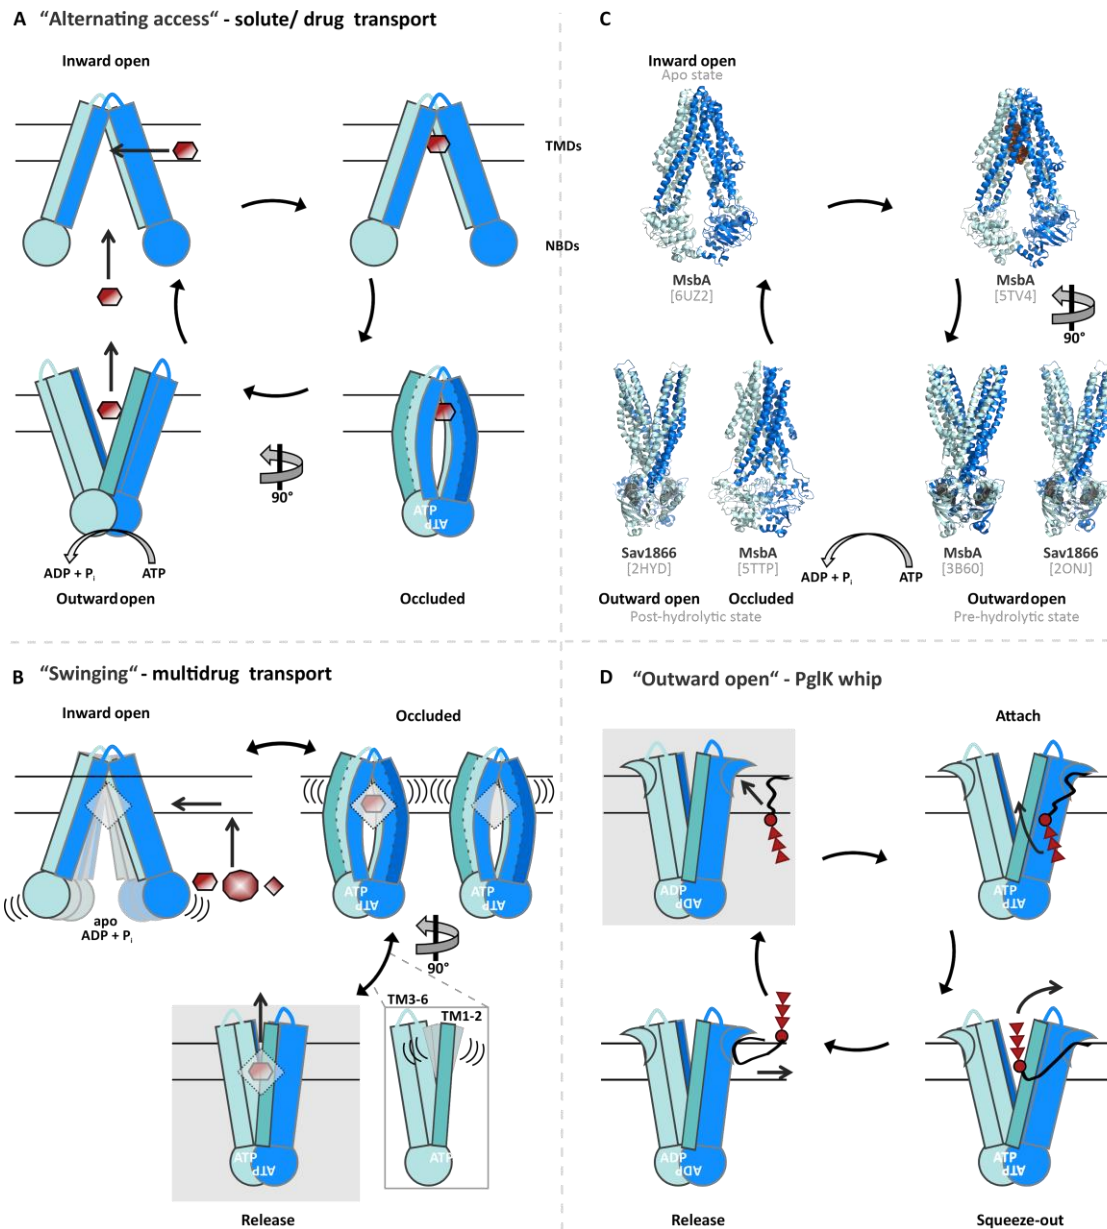 A "Alternating access" - solute/ drug transport
Inward open
TMDs
NBDs
ATP
ATP
90°
ADP + Pi
ATP
Outward open
Occluded
C
Inward open
Apo state
MsbA
[6UZ2]
MsbA
[5TV4]
90°
Sav1866
[2HYD]
MsbA
[5TTP]
ADP + Pi
ATP
MsbA
[3B60]
Sav1866
[2ONJ]
Outward open
Occluded
Post-hydrolytic state
Outward open
Pre-hydrolytic state
B "Swinging" - multidrug transport
Inward open
Occluded
apo
ADP + Pi
ATP
ATP
ATP
ATP
90°
TM3-6
TM1-2
ATP
ATP
ATP
Release
D "Outward open" - PglK whip
Attach
ADP
ADP
ATP
ATP
ADP
ADP
ATP
ATP
Release
Squeeze-out